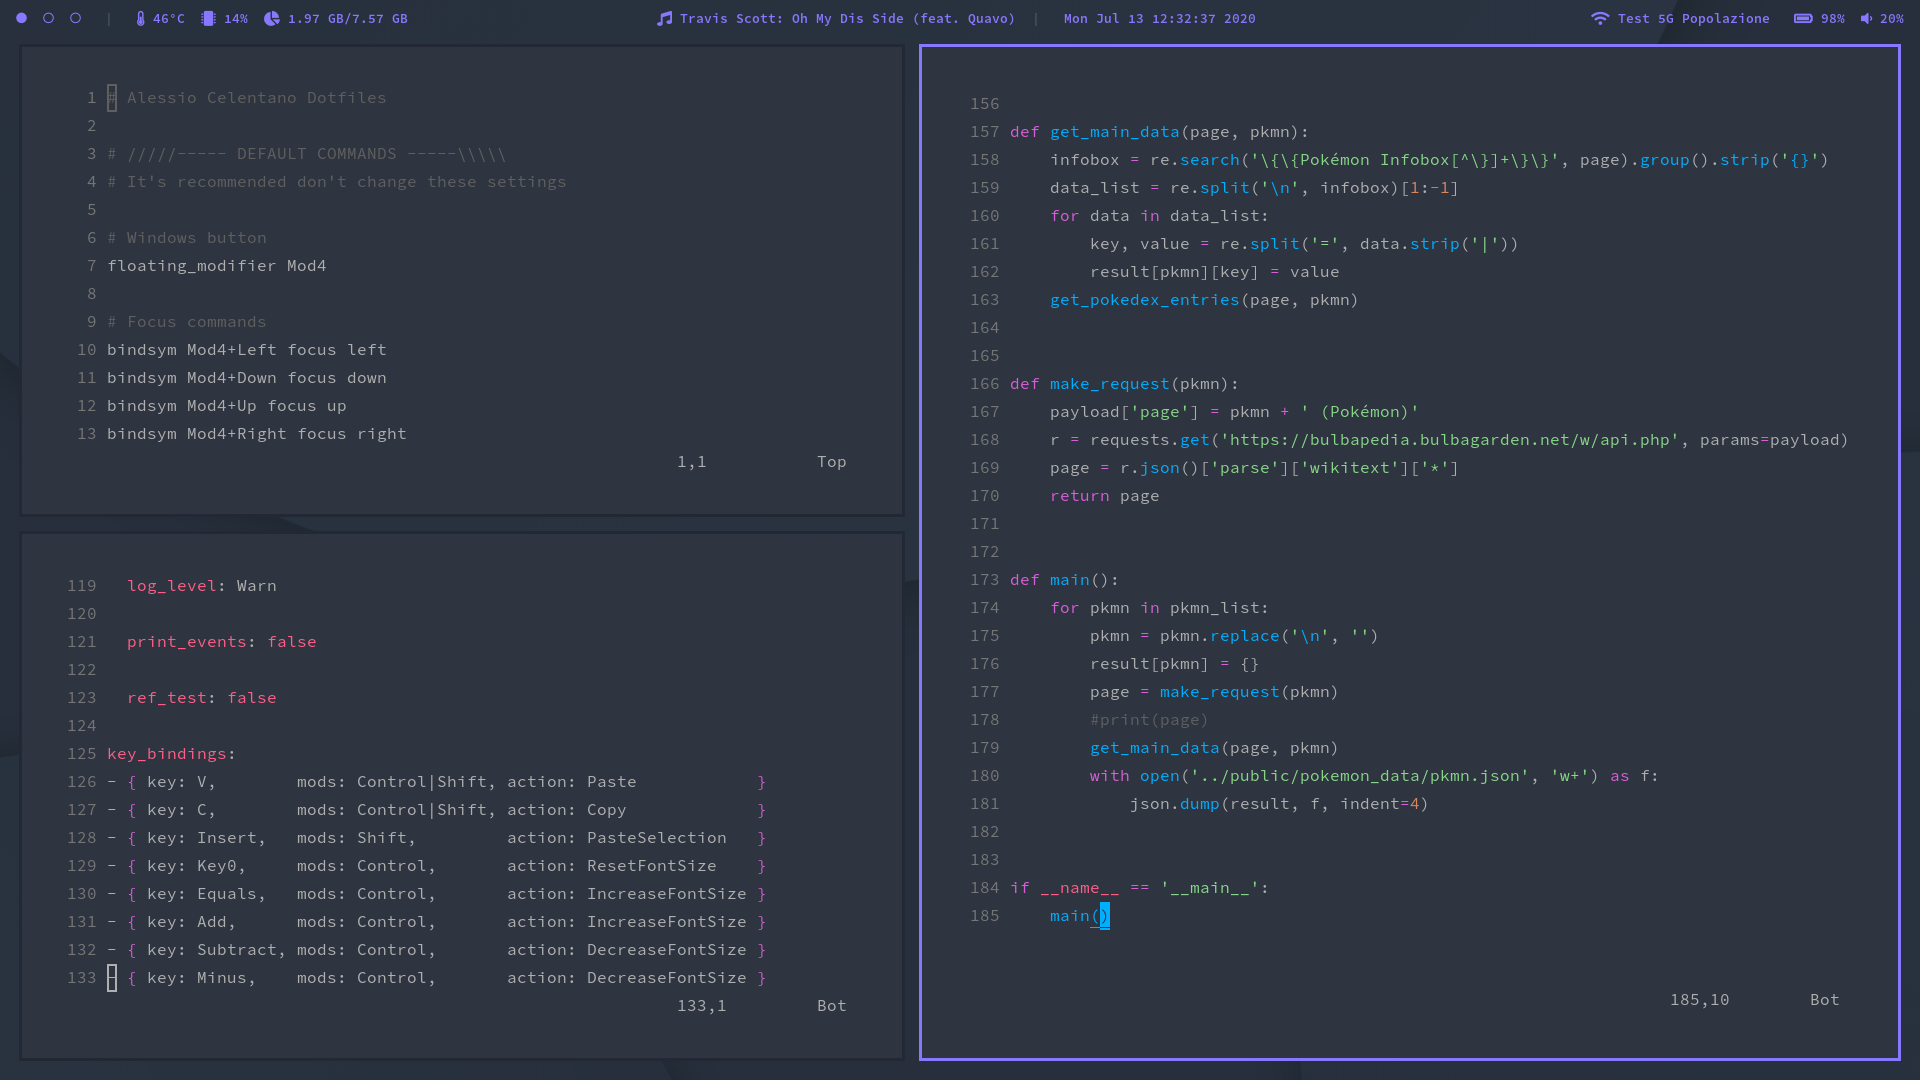 46°C 14% 1.97 GB/7.57 GB Travis Scott: Oh My Dis Side (feat. Quavo) | Mon Jul 13 12:32:37 2020 Test 5G Popolazione 98% 20%
1 # Alessio Celentano Dotfiles
2
3 # /////----- DEFAULT COMMANDS -----\\\\\
4 # It's recommended don't change these settings
5
6 # Windows button
7 floating_modifier Mod4
8
9 # Focus commands
10 bindsym Mod4+Left focus left
11 bindsym Mod4+Down focus down
12 bindsym Mod4+Up focus up
13 bindsym Mod4+Right focus right
1,1 Top
119   log_level: Warn
120
121   print_events: false
122
123   ref_test: false
124
125 key_bindings:
126 - { key: V,        mods: Control|Shift, action: Paste            }
127 - { key: C,        mods: Control|Shift, action: Copy             }
128 - { key: Insert,   mods: Shift,         action: PasteSelection   }
129 - { key: Key0,     mods: Control,       action: ResetFontSize    }
130 - { key: Equals,   mods: Control,       action: IncreaseFontSize }
131 - { key: Add,      mods: Control,       action: IncreaseFontSize }
132 - { key: Subtract, mods: Control,       action: DecreaseFontSize }
133 - { key: Minus,    mods: Control,       action: DecreaseFontSize }
133,1 Bot
156
157 def get_main_data(page, pkmn):
158     infobox = re.search('\{\{Pokémon Infobox[^\}]+\}\}', page).group().strip('{}')
159     data_list = re.split('\n', infobox)[1:-1]
160     for data in data_list:
161         key, value = re.split('=', data.strip('|'))
162         result[pkmn][key] = value
163     get_pokedex_entries(page, pkmn)
164
165
166 def make_request(pkmn):
167     payload['page'] = pkmn + ' (Pokémon)'
168     r = requests.get('https://bulbapedia.bulbagarden.net/w/api.php', params=payload)
169     page = r.json()['parse']['wikitext']['*']
170     return page
171
172
173 def main():
174     for pkmn in pkmn_list:
175         pkmn = pkmn.replace('\n', '')
176         result[pkmn] = {}
177         page = make_request(pkmn)
178         #print(page)
179         get_main_data(page, pkmn)
180         with open('../public/pokemon_data/pkmn.json', 'w+') as f:
181             json.dump(result, f, indent=4)
182
183
184 if __name__ == '__main__':
185     main()
185,10 Bot